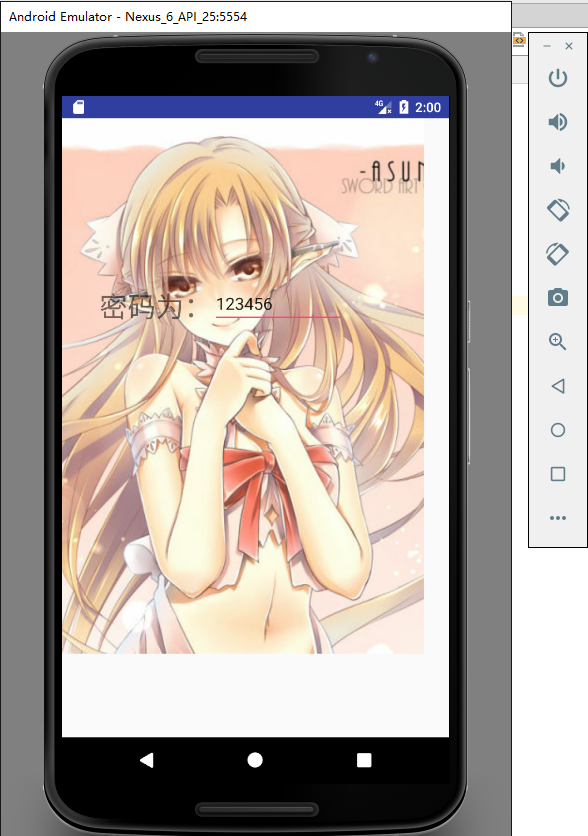 Android Emulator - Nexus_6_API_25:5554
4G
2:00
-ASUN
SWORD ART
密码为：
123456